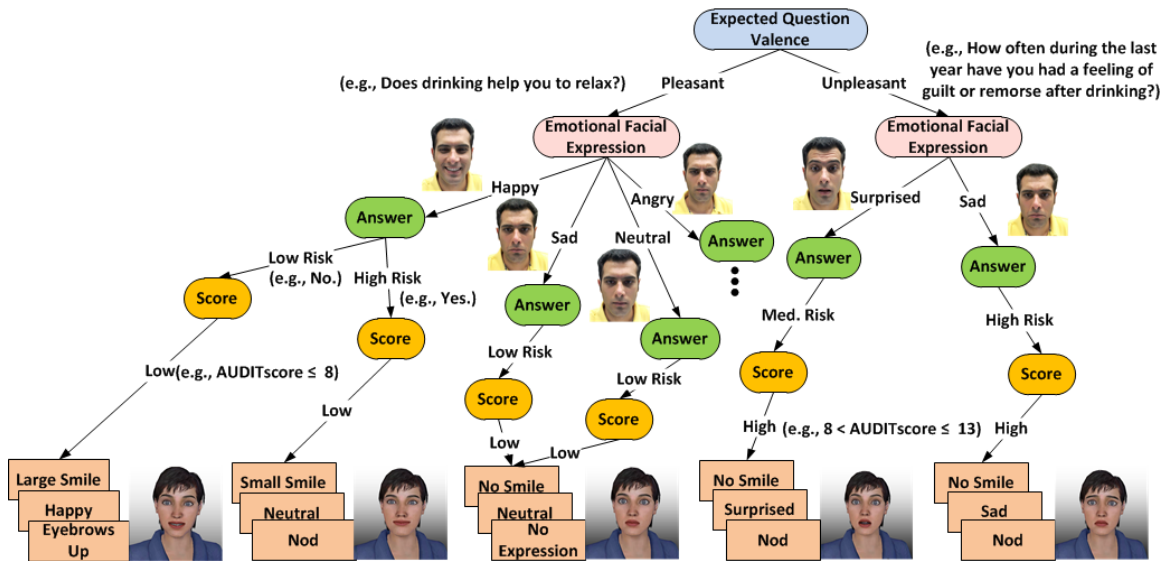 Expected Question
Valence
(e.g., Does drinking help you to relax?)
Pleasant
Unpleasant
(e.g., How often during the last
year have you had a feeling of
guilt or remorse after drinking?)
Emotional Facial
Expression
Emotional Facial
Expression
Happy
Sad
Neutral
Angry
Surprised
Sad
Answer
Answer
Answer
Answer
Answer
Answer
Low Risk
(e.g., No.)
High Risk
(e.g., Yes.)
Low Risk
Low Risk
Med. Risk
High Risk
Score
Score
Score
Score
Score
Score
Low
(e.g., AUDITscore ≤ 8)
Low
Low
Low
High
(e.g., 8 < AUDITscore ≤ 13)
High
Large Smile
Happy
Eyebrows
Up
Small Smile
Neutral
Nod
No Smile
Neutral
No
Expression
No Smile
Surprised
Nod
No Smile
Sad
Nod